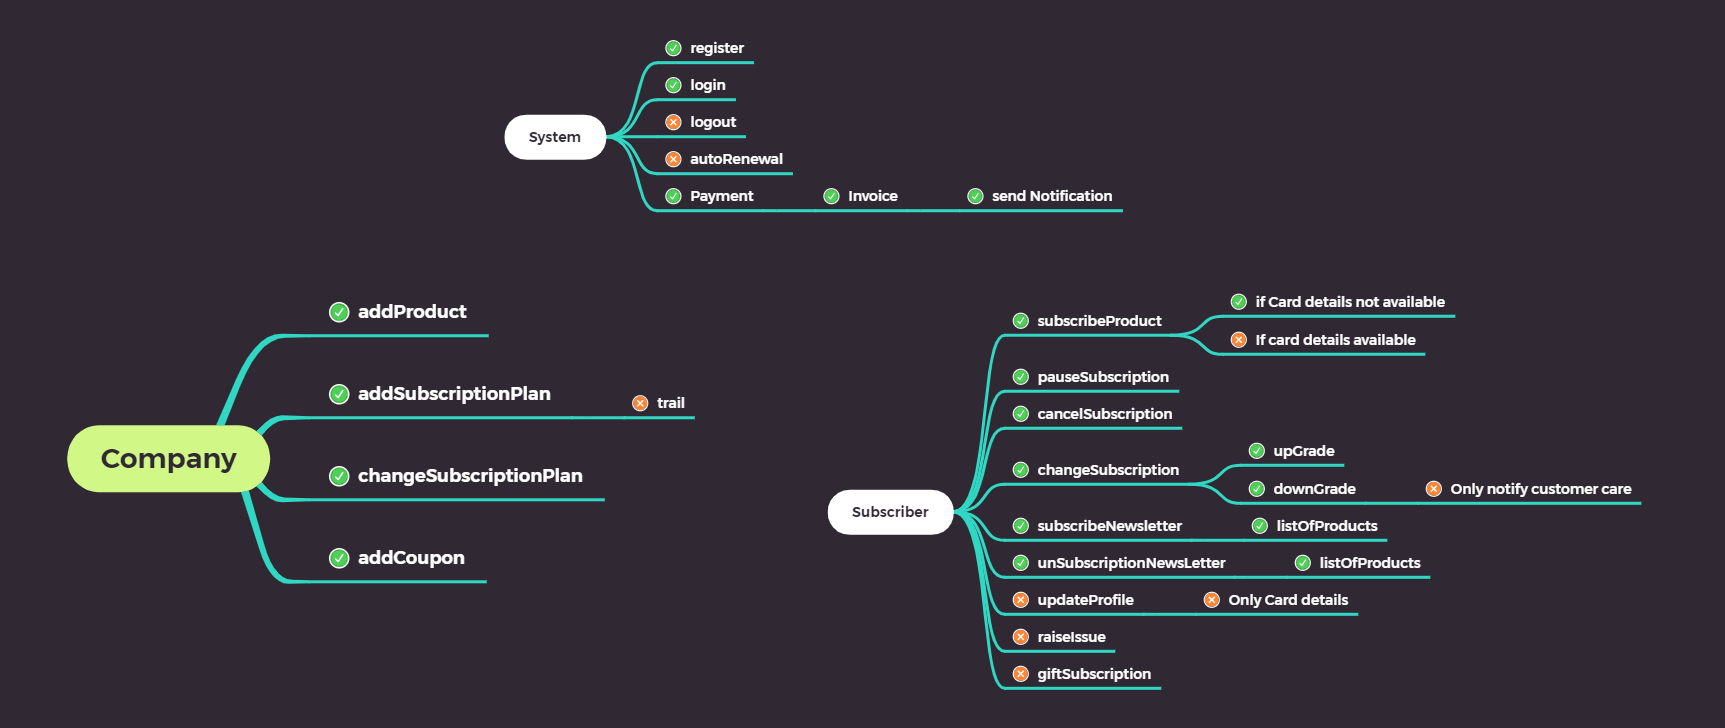 register
login
logout
autoRenewal
System
Payment Invoice send Notification
addProduct
addSubscriptionPlan trail
Company
changeSubscriptionPlan
addCoupon
subscribeProduct
if Card details not available
If card details available
pauseSubscription
cancelSubscription
changeSubscription
upGrade
downGrade Only notify customer care
Subscriber
subscribeNewsletter listOfProducts
unSubscriptionNewsLetter listOfProducts
updateProfile Only Card details
raiseIssue
giftSubscription